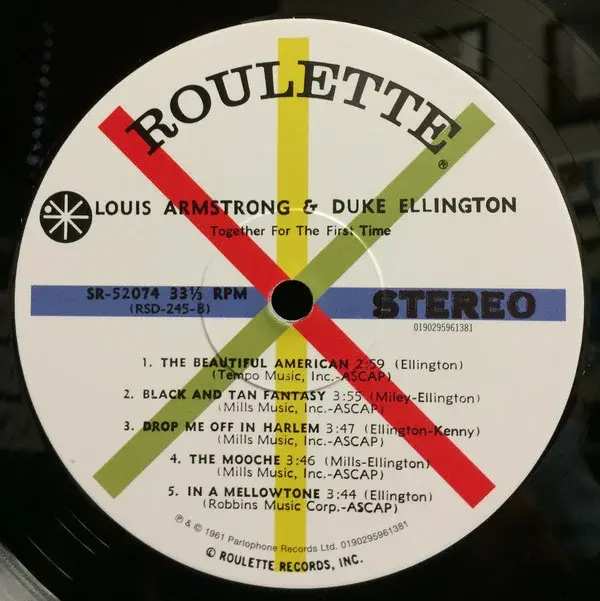 ROULETTE
®
LOUIS ARMSTRONG & DUKE ELLINGTON
Together For The First Time
SR-52074 33⅓ RPM
(RSD-245-B)
STEREO
0190295961381
1. THE BEAUTIFUL AMERICAN 2:59 (Ellington)
(Tempo Music, Inc.-ASCAP)
2. BLACK AND TAN FANTASY 3:55 (Miley-Ellington)
(Mills Music, Inc.-ASCAP)
3. DROP ME OFF IN HARLEM 3:47 (Ellington-Kenny)
(Mills Music, Inc.-ASCAP)
4. THE MOOCHE 3:46 (Mills-Ellington)
(Mills Music, Inc.-ASCAP)
5. IN A MELLOWTONE 3:44 (Ellington)
(Robbins Music Corp.-ASCAP)
℗ & © 1961 Parlophone Records Ltd. 0190295961381
© ROULETTE RECORDS, INC.